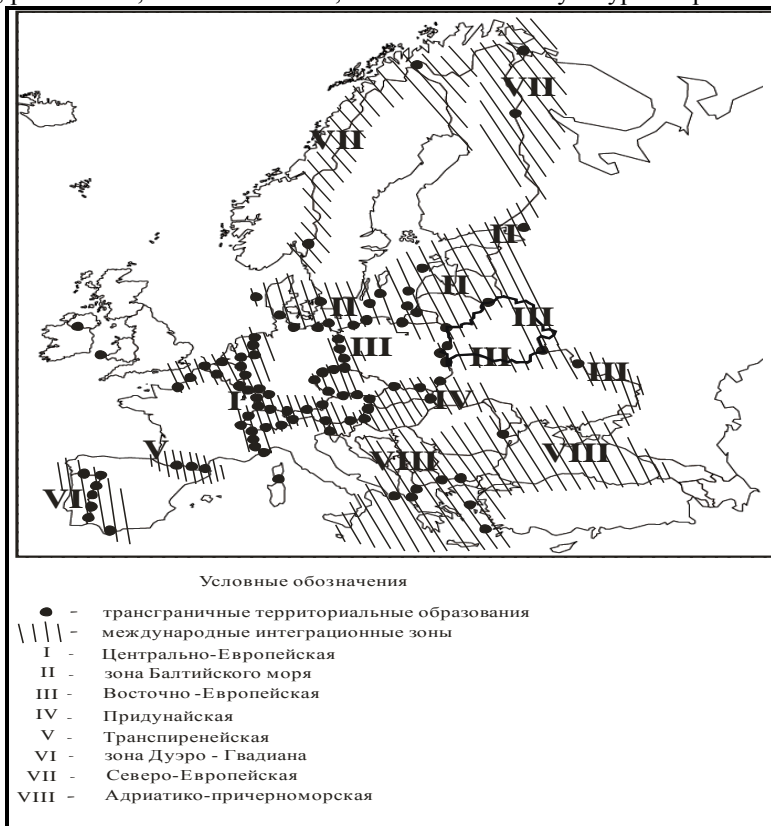 VII
VII
II
II
II
III
III
III
III
I
IV
V
VI
VIII
VIII
Условные обозначения
- трансграничные территориальные образования
- международные интеграционные зоны
I - Центрально-Европейская
II - зона Балтийского моря
III - Восточно -Европейская
IV - Придунайская
V - Транспиренейская
VI - зона Дуэро - Гвадиана
VII - Северо-Европейская
VIII - Адриатико-причерноморская